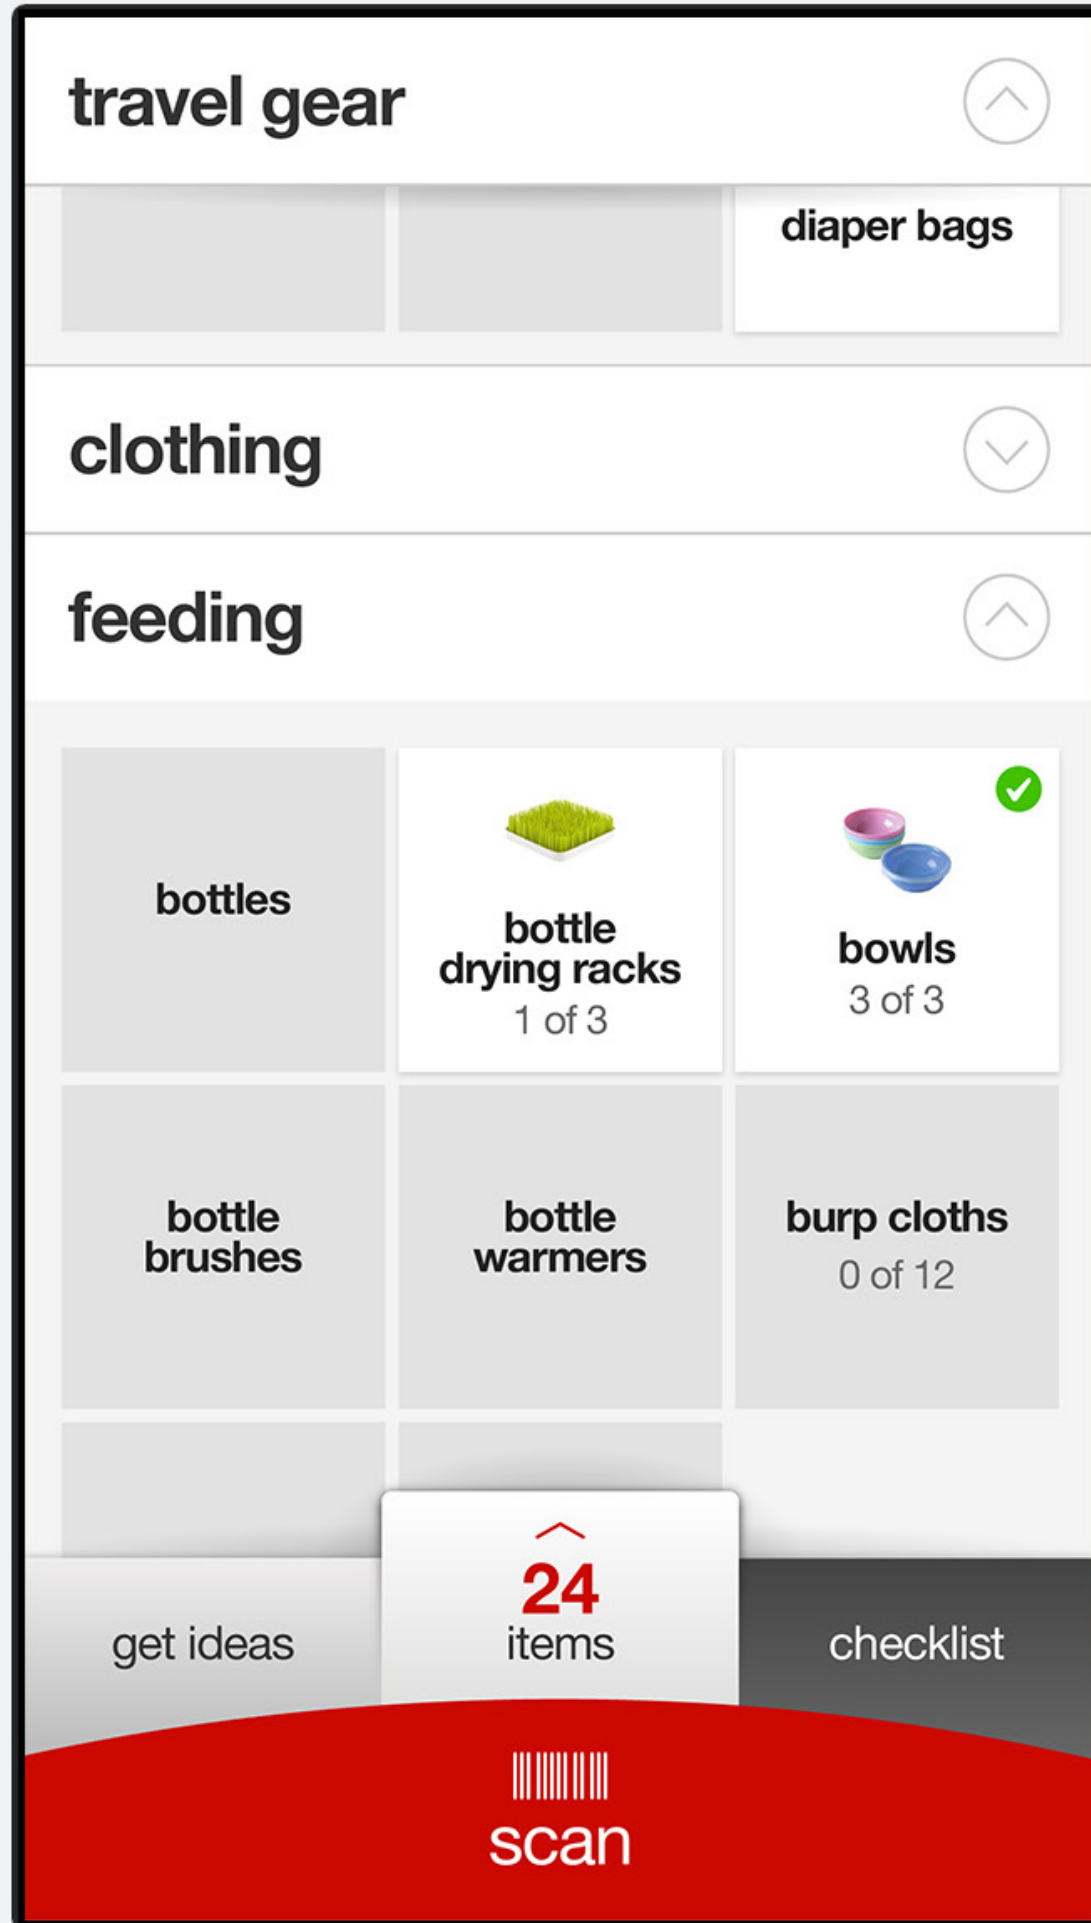 travel gear
diaper bags
clothing
feeding
bottles
bottle
drying racks
1 of 3
bowls
3 of 3
bottle
brushes
bottle
warmers
burp cloths
0 of 12
get ideas
24
items
checklist
scan